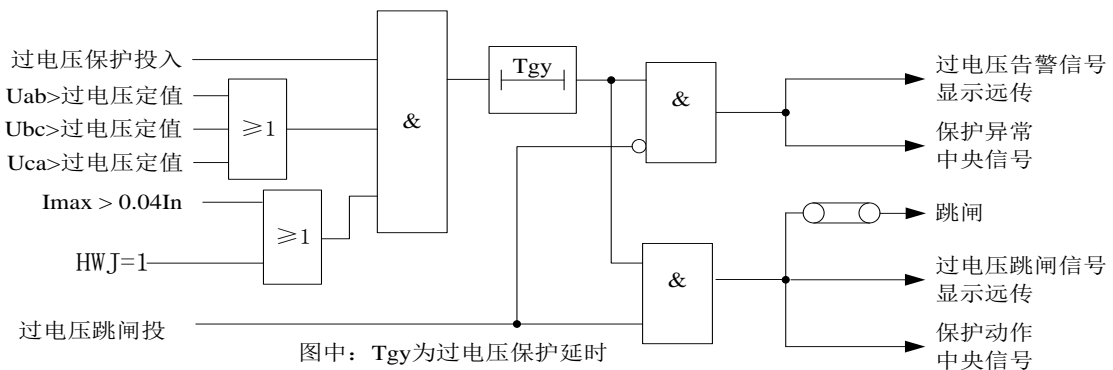 过电压保护投入
Uab>过电压定值
Ubc>过电压定值
Uca>过电压定值
≥1
Imax > 0.04In
HWJ=1
≥1
&
Tgy
&
过电压告警信号
显示远传
保护异常
中央信号
过电压跳闸投
&
跳闸
过电压跳闸信号
显示远传
保护动作
中央信号
图中：Tgy为过电压保护延时